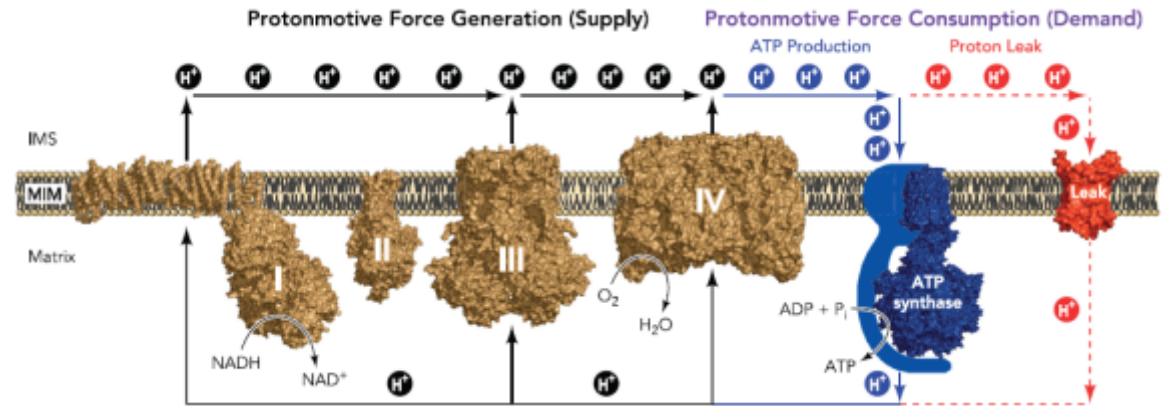 Protonmotive Force Generation (Supply)
Protonmotive Force Consumption (Demand)
ATP Production
Proton Leak
H⁺ H⁺ H⁺ H⁺ H⁺ H⁺ H⁺ H⁺ H⁺ H⁺ H⁺ H⁺ H⁺ H⁺ H⁺ H⁺
H⁺
H⁺
H⁺
IMS
MIM
Leak
Matrix
I
II
III
IV
O₂
H₂O
ATP
synthase
ADP + Pᵢ
H⁺
NADH
NAD⁺
ATP
H⁺
H⁺
H⁺